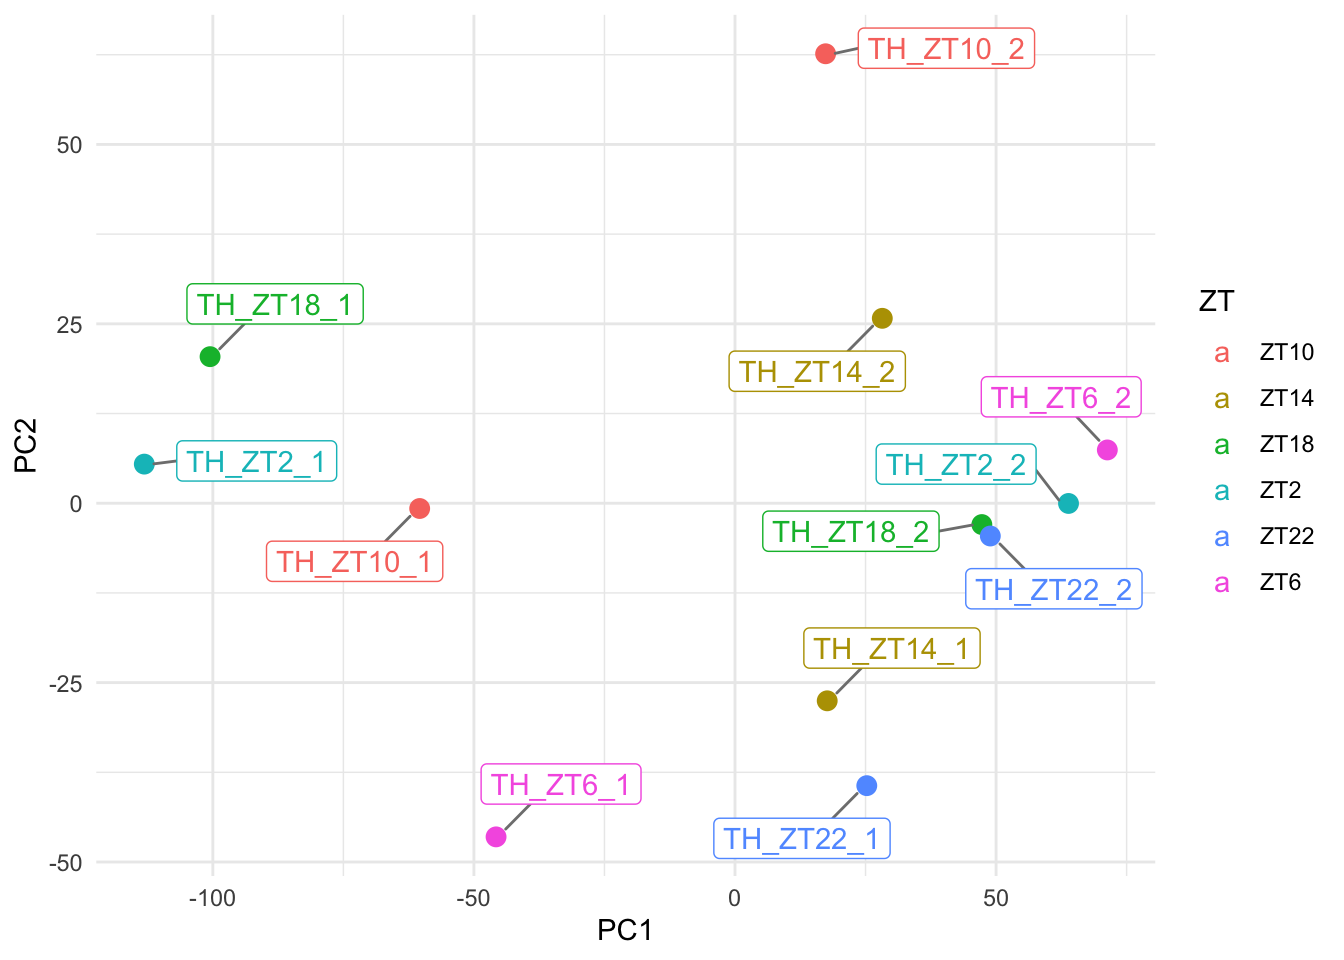 TH_ZT10_2
50
TH_ZT18_1
25
TH_ZT14_2
TH_ZT6_2
TH_ZT2_1
TH_ZT2_2
0
TH_ZT18_2
TH_ZT10_1
TH_ZT22_2
TH_ZT14_1
-25
TH_ZT6_1
TH_ZT22_1
-50
-100
-50
0
50
PC1
PC2
ZT
a ZT10
a ZT14
a ZT18
a ZT2
a ZT22
a ZT6